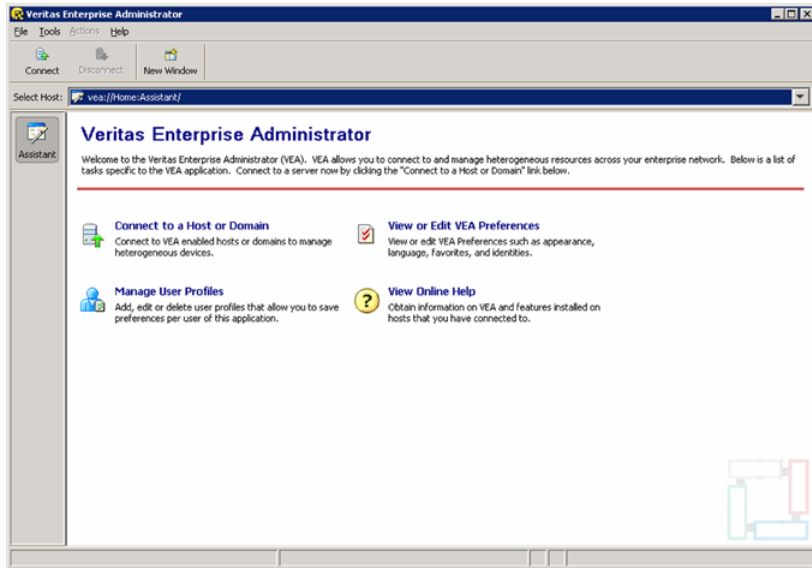 Veritas Enterprise Administrator
File Tools Actions Help
Connect Disconnect New Window
Select Host: vea://Home:Assistant/
Assistant
Veritas Enterprise Administrator
Welcome to the Veritas Enterprise Administrator (VEA). VEA allows you to connect to and manage heterogeneous resources across your enterprise network. Below is a list of
tasks specific to the VEA application. Connect to a server now by clicking the "Connect to a Host or Domain" link below.
Connect to a Host or Domain
Connect to VEA enabled hosts or domains to manage
heterogeneous devices.
View or Edit VEA Preferences
View or edit VEA Preferences such as appearance,
language, favorites, and identities.
Manage User Profiles
Add, edit or delete user profiles that allow you to save
preferences per user of this application.
View Online Help
Obtain information on VEA and features installed on
hosts that you have connected to.